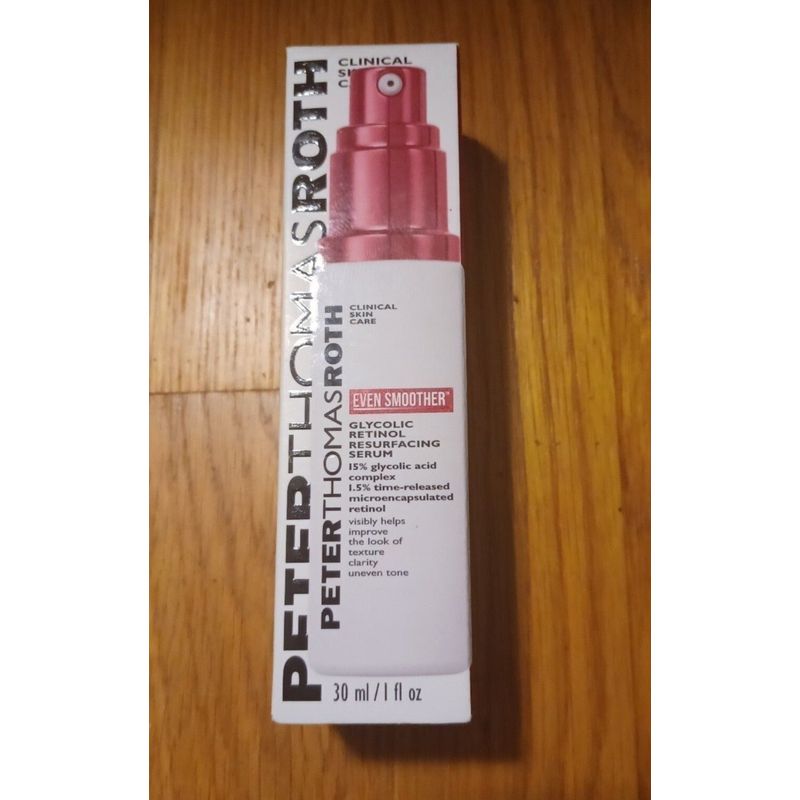 PETERTHOMASROTH
CLINICAL
PETERTHOMASROTH
CLINICAL
SKIN
CARE
EVEN SMOOTHER™
GLYCOLIC
RETINOL
RESURFACING
SERUM
15% glycolic acid
complex
1.5% time-released
microencapsulated
retinol
visibly helps
improve
the look of
texture
clarity
uneven tone
30 ml / 1 fl oz